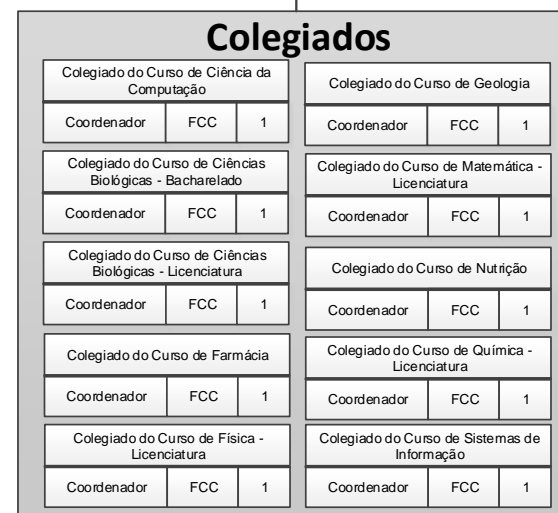 Colegiados
Colegiado do Curso de Ciência da
Computação
Coordenador FCC 1
Colegiado do Curso de Ciências
Biológicas - Bacharelado
Coordenador FCC 1
Colegiado do Curso de Ciências
Biológicas - Licenciatura
Coordenador FCC 1
Colegiado do Curso de Farmácia
Coordenador FCC 1
Colegiado do Curso de Física -
Licenciatura
Coordenador FCC 1
Colegiado do Curso de Geologia
Coordenador FCC 1
Colegiado do Curso de Matemática -
Licenciatura
Coordenador FCC 1
Colegiado do Curso de Nutrição
Coordenador FCC 1
Colegiado do Curso de Química -
Licenciatura
Coordenador FCC 1
Colegiado do Curso de Sistemas de
Informação
Coordenador FCC 1